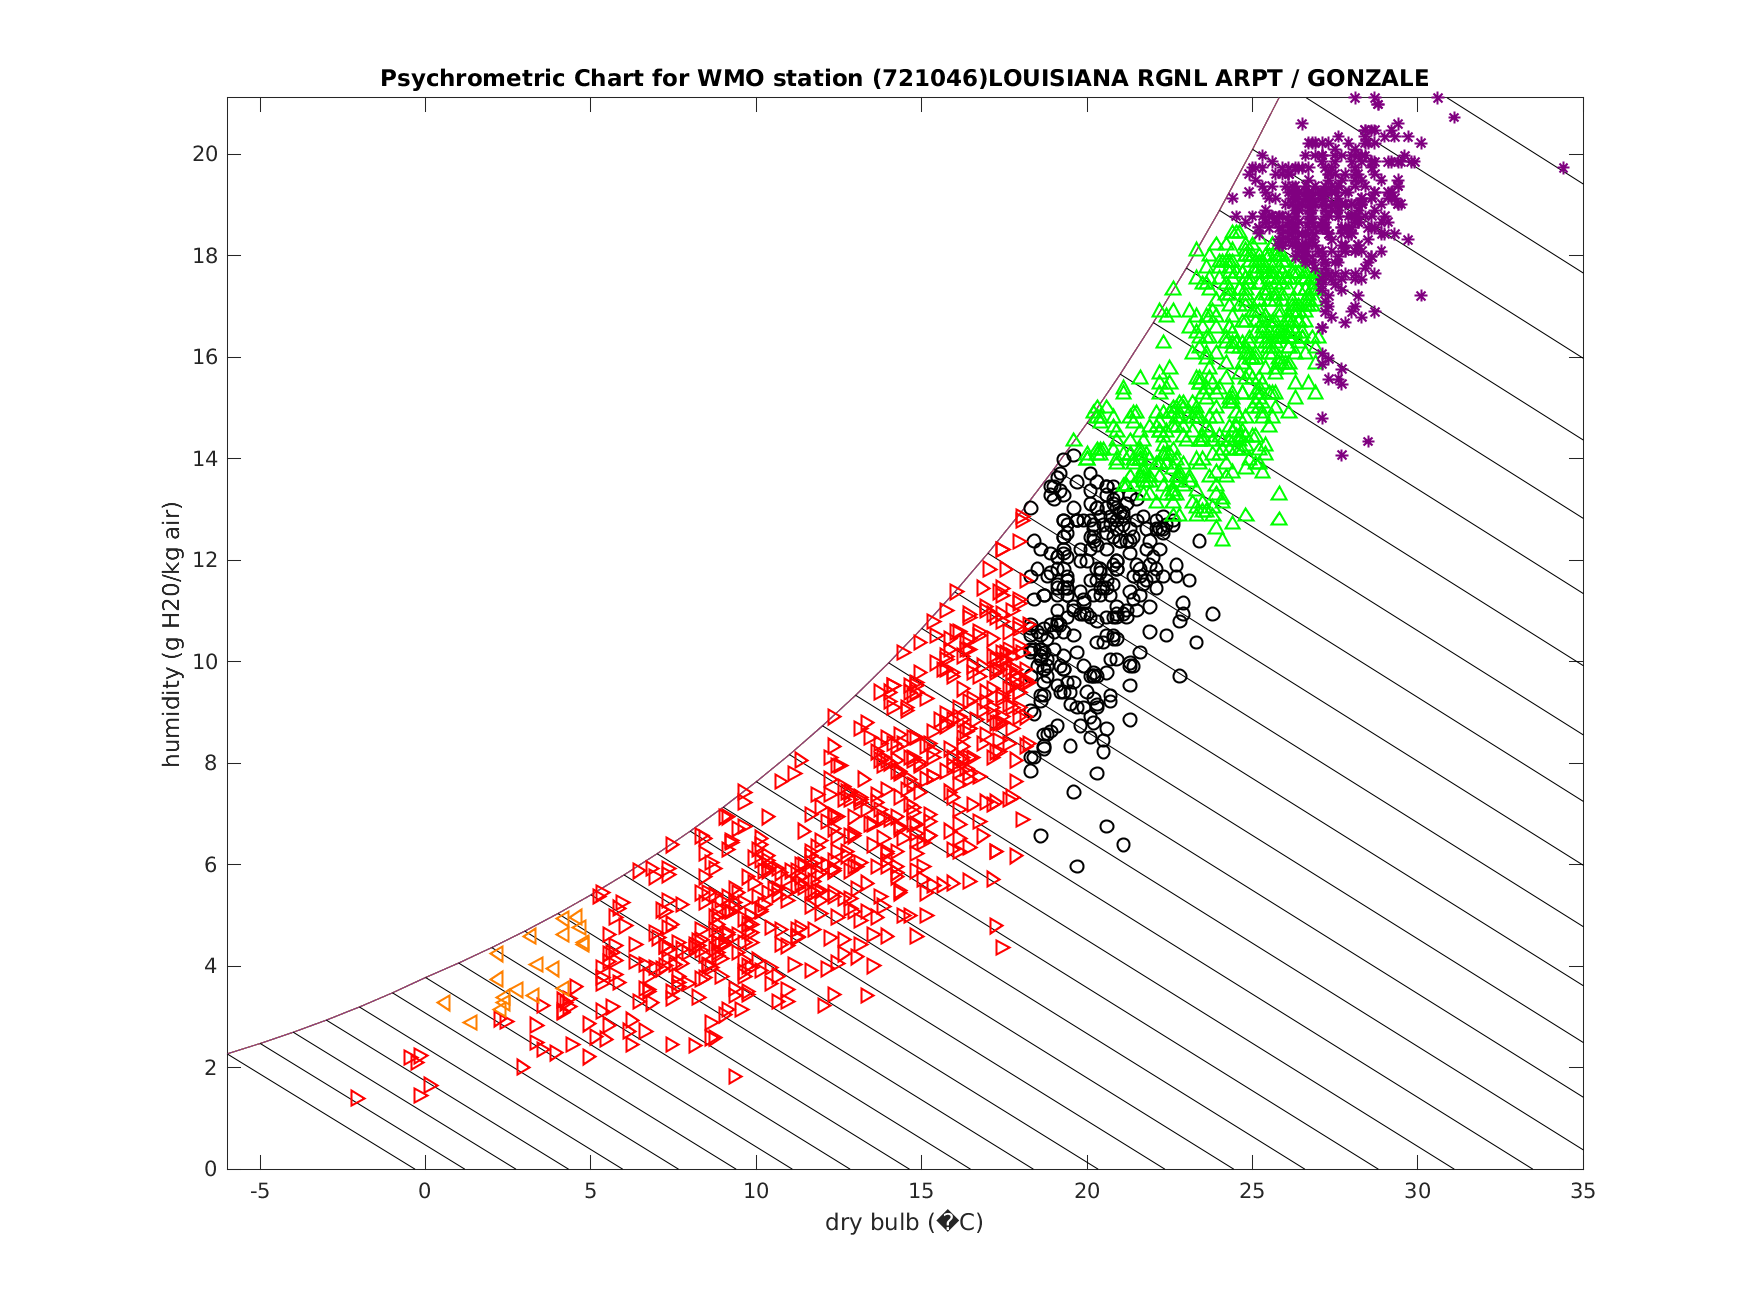 Psychrometric Chart for WMO station (721046)LOUISIANA RGNL ARPT / GONZALE
20
18
16
14
12
10
8
6
4
2
0
humidity (g H20/kg air)
-5 0 5 10 15 20 25 30 35
dry bulb (�C)